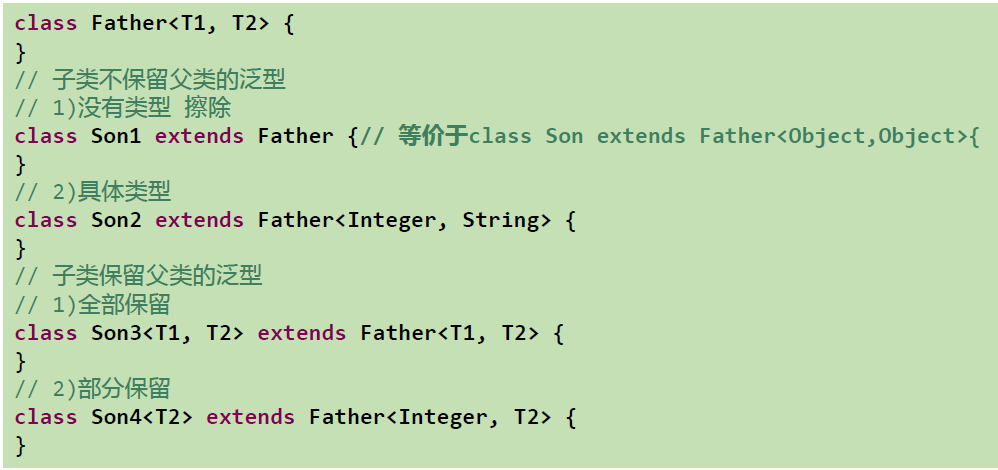 class Father<T1, T2> {
}
// 子类不保留父类的泛型
// 1)没有类型 擦除
class Son1 extends Father {// 等价于class Son extends Father<Object,Object>{
}
// 2)具体类型
class Son2 extends Father<Integer, String> {
}
// 子类保留父类的泛型
// 1)全部保留
class Son3<T1, T2> extends Father<T1, T2> {
}
// 2)部分保留
class Son4<T2> extends Father<Integer, T2> {
}